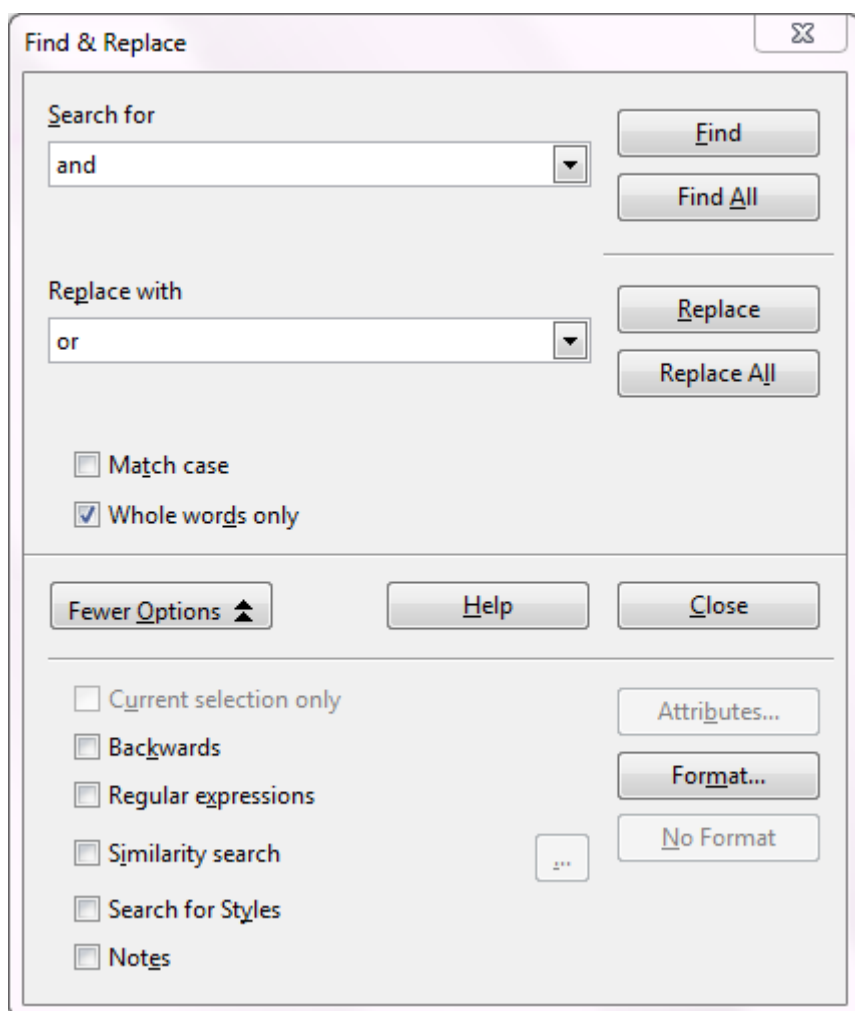 Find & Replace
Search for
Find
and
Find All
Replace with
Replace
or
Replace All
Match case
Whole words only
Fewer Options
Help
Close
Current selection only
Attributes...
Backwards
Format...
Regular expressions
No Format
Similarity search
...
Search for Styles
Notes